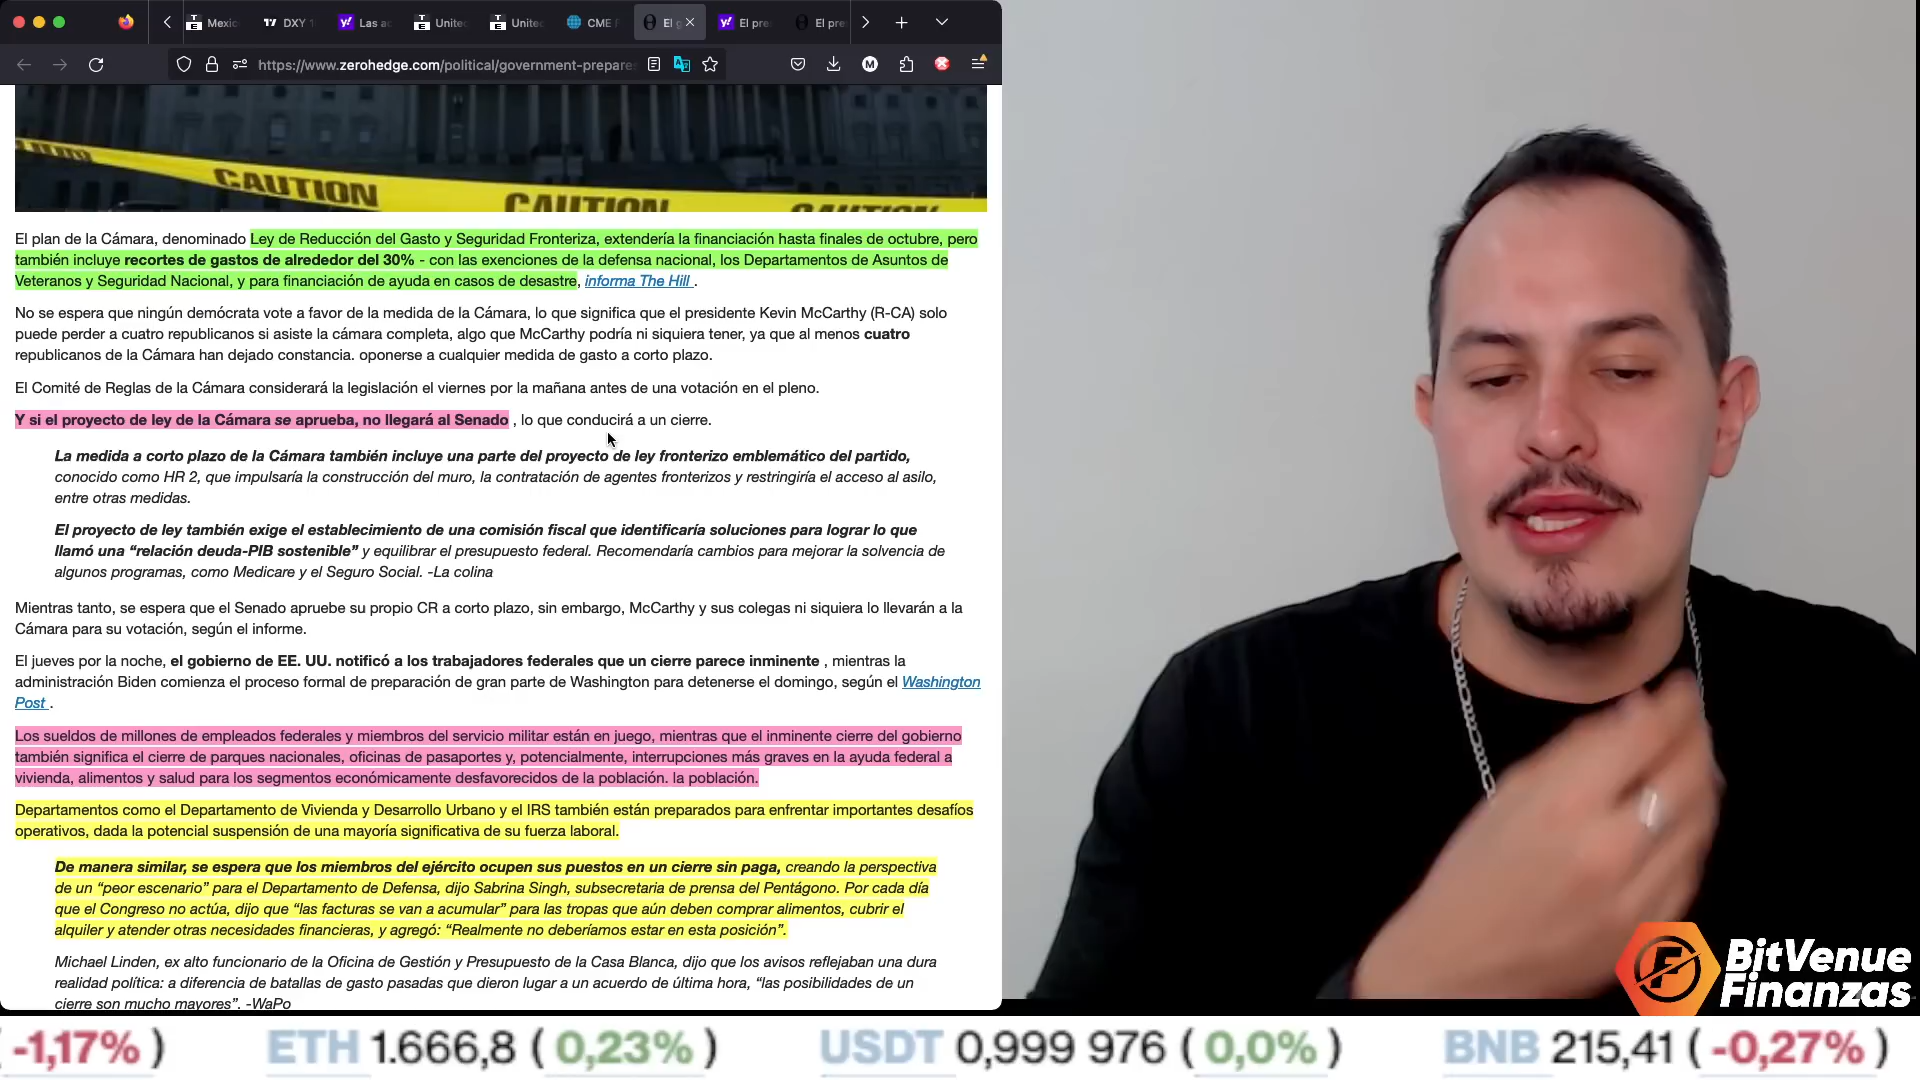 Mexic
DXY 1
Las ac
United
United
CME F
El g
El pre
El pre
https://www.zerohedge.com/political/government-prepare
CAUTION
CAUTION
CAUTION
El plan de la Cámara, denominado Ley de Reducción del Gasto y Seguridad Fronteriza, extendería la financiación hasta finales de octubre, pero
también incluye recortes de gastos de alrededor del 30% - con las exenciones de la defensa nacional, los Departamentos de Asuntos de
Veteranos y Seguridad Nacional, y para financiación de ayuda en casos de desastre, informa The Hill .
No se espera que ningún demócrata vote a favor de la medida de la Cámara, lo que significa que el presidente Kevin McCarthy (R-CA) solo
puede perder a cuatro republicanos si asiste la cámara completa, algo que McCarthy podría ni siquiera tener, ya que al menos cuatro
republicanos de la Cámara han dejado constancia. oponerse a cualquier medida de gasto a corto plazo.
El Comité de Reglas de la Cámara considerará la legislación el viernes por la mañana antes de una votación en el pleno.
Y si el proyecto de ley de la Cámara se aprueba, no llegará al Senado , lo que conducirá a un cierre.
La medida a corto plazo de la Cámara también incluye una parte del proyecto de ley fronterizo emblemático del partido,
conocido como HR 2, que impulsaría la construcción del muro, la contratación de agentes fronterizos y restringiría el acceso al asilo,
entre otras medidas.
El proyecto de ley también exige el establecimiento de una comisión fiscal que identificaría soluciones para lograr lo que
llamó una “relación deuda-PIB sostenible” y equilibrar el presupuesto federal. Recomendaría cambios para mejorar la solvencia de
algunos programas, como Medicare y el Seguro Social. -La colina
Mientras tanto, se espera que el Senado apruebe su propio CR a corto plazo, sin embargo, McCarthy y sus colegas ni siquiera lo llevarán a la
Cámara para su votación, según el informe.
El jueves por la noche, el gobierno de EE. UU. notificó a los trabajadores federales que un cierre parece inminente , mientras la
administración Biden comienza el proceso formal de preparación de gran parte de Washington para detenerse el domingo, según el Washington
Post .
Los sueldos de millones de empleados federales y miembros del servicio militar están en juego, mientras que el inminente cierre del gobierno
también significa el cierre de parques nacionales, oficinas de pasaportes y, potencialmente, interrupciones más graves en la ayuda federal a
vivienda, alimentos y salud para los segmentos económicamente desfavorecidos de la población. la población.
Departamentos como el Departamento de Vivienda y Desarrollo Urbano y el IRS también están preparados para enfrentar importantes desafíos
operativos, dada la potencial suspensión de una mayoría significativa de su fuerza laboral.
De manera similar, se espera que los miembros del ejército ocupen sus puestos en un cierre sin paga, creando la perspectiva
de un “peor escenario” para el Departamento de Defensa, dijo Sabrina Singh, subsecretaria de prensa del Pentágono. Por cada día
que el Congreso no actúa, dijo que “las facturas se van a acumular” para las tropas que aún deben comprar alimentos, cubrir el
alquiler y atender otras necesidades financieras, y agregó: “Realmente no deberíamos estar en esta posición”.
Michael Linden, ex alto funcionario de la Oficina de Gestión y Presupuesto de la Casa Blanca, dijo que los avisos reflejaban una dura
realidad política: a diferencia de batallas de gasto pasadas que dieron lugar a un acuerdo de última hora, “las posibilidades de un
cierre son mucho mayores”. -WaPo
BitVenue
Finanzas
-1,17% ) ETH 1.666,8 ( 0,23% ) USDT 0,999 976 ( 0,0% ) BNB 215,41 ( -0,27% )